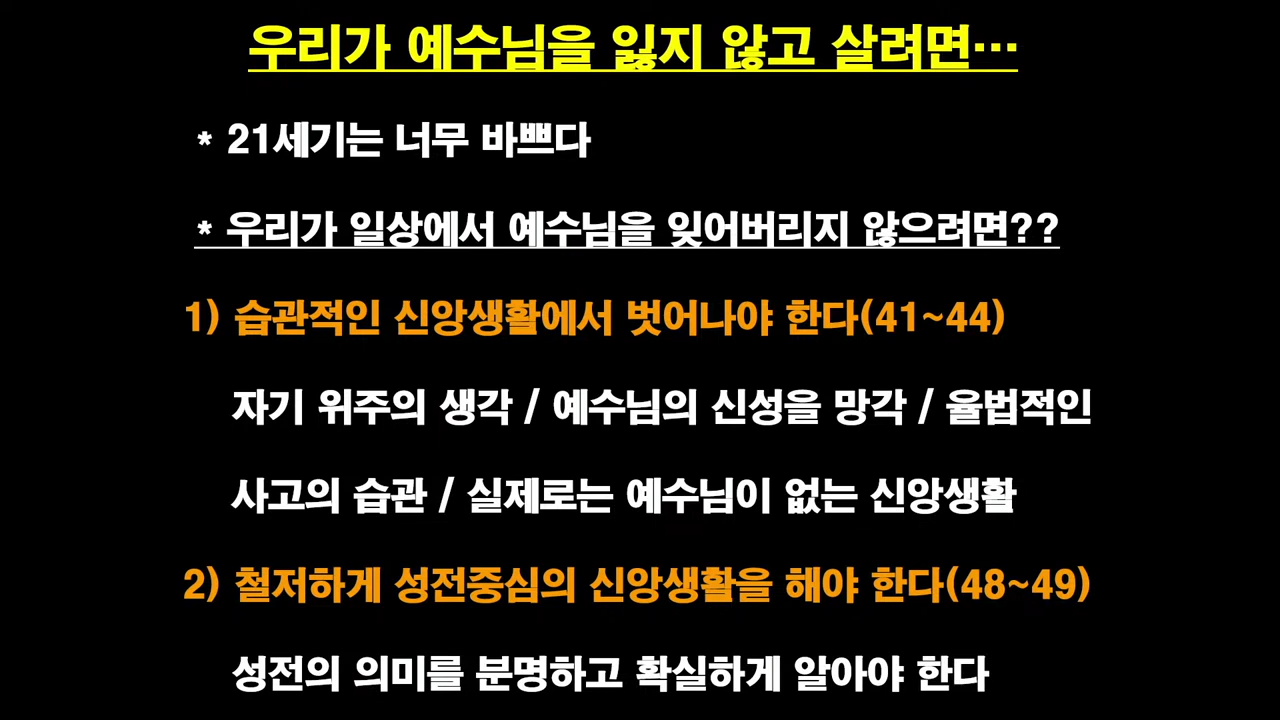 우리가 예수님을 잃지 않고 살려면…
* 21세기는 너무 바쁘다
* 우리가 일상에서 예수님을 잊어버리지 않으려면??
1) 습관적인 신앙생활에서 벗어나야 한다(41~44)
자기 위주의 생각 / 예수님의 신성을 망각 / 율법적인
사고의 습관 / 실제로는 예수님이 없는 신앙생활
2) 철저하게 성전중심의 신앙생활을 해야 한다(48~49)
성전의 의미를 분명하고 확실하게 알아야 한다